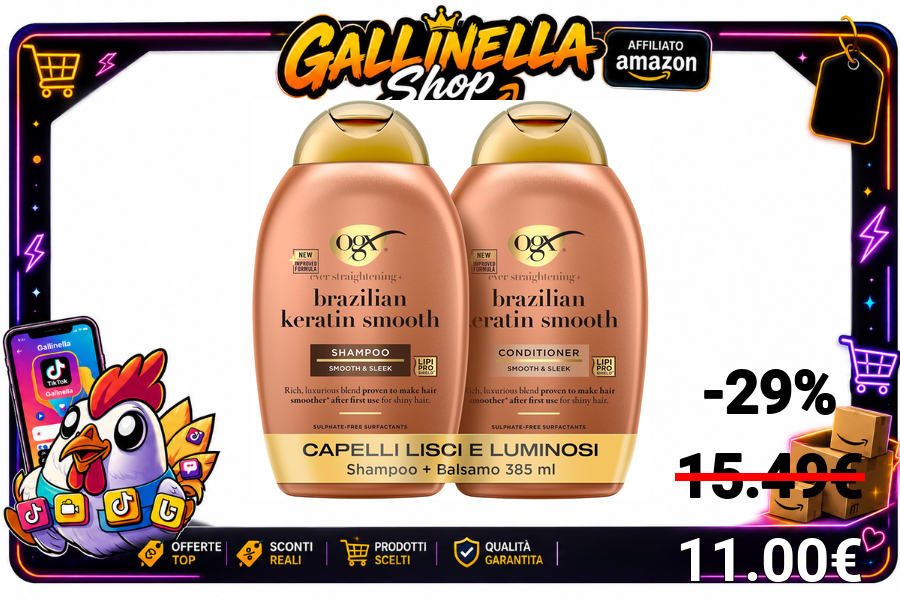 GALLINELLA
Shop
AFFILIATO
amazon
ogx
NEW
IMPROVED
FORMULA
ever straightening+
brazilian
keratin smooth
SHAMPOO
SMOOTH & SLEEK
LIPI
PRO
SHIELD
Rich, luxurious blend proven to make hair
smoother* after first use for shiny hair.
SULPHATE-FREE SURFACTANTS
ogx
NEW
IMPROVED
FORMULA
ever straightening+
brazilian
keratin smooth
CONDITIONER
SMOOTH & SLEEK
LIPI
PRO
SHIELD
Rich, luxurious blend proven to make hair
smoother* after first use for shiny hair.
SULPHATE-FREE SURFACTANTS
CAPELLI LISCI E LUMINOSI
Shampoo + Balsamo 385 ml
Gallinella
TikTok
Gallinella
-29%
15.49€
11.00€
OFFERTE
TOP
SCONTI
REALI
PRODOTTI
SCELTI
QUALITÀ
GARANTITA